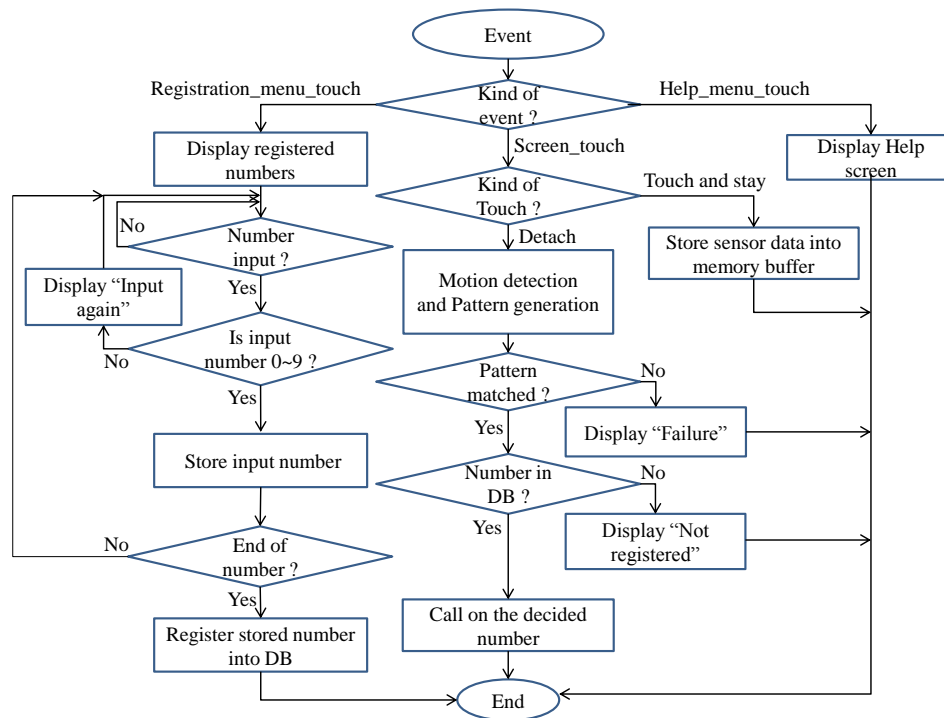 Event
Registration_menu_touch
Kind of
event ?
Help_menu_touch
Display registered
numbers
Screen_touch
Display Help
screen
Kind of
Touch ?
Touch and stay
No
Number
input ?
Detach
Store sensor data into
memory buffer
Display “Input
again”
Yes
Motion detection
and Pattern generation
Is input
number 0~9 ?
No
Yes
Pattern
matched ?
No
Yes
Display “Failure”
Store input number
Number in
DB ?
No
Yes
Display “Not
registered”
No
End of
number ?
Yes
Call on the decided
number
Register stored number
into DB
End